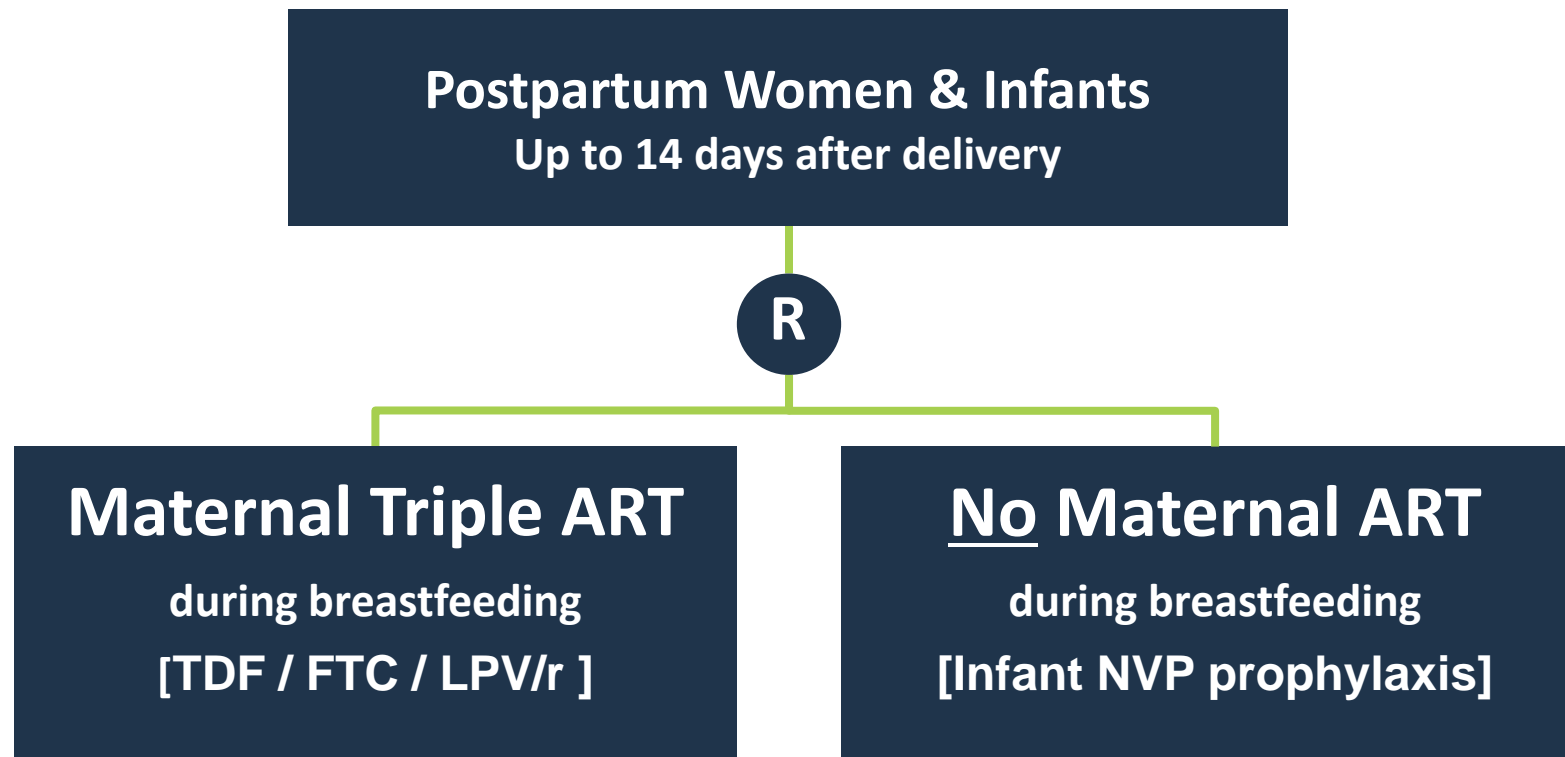 Postpartum Women & Infants
Up to 14 days after delivery
R
Maternal Triple ART
during breastfeeding
[TDF / FTC / LPV/r ]
No Maternal ART
during breastfeeding
[Infant NVP prophylaxis]